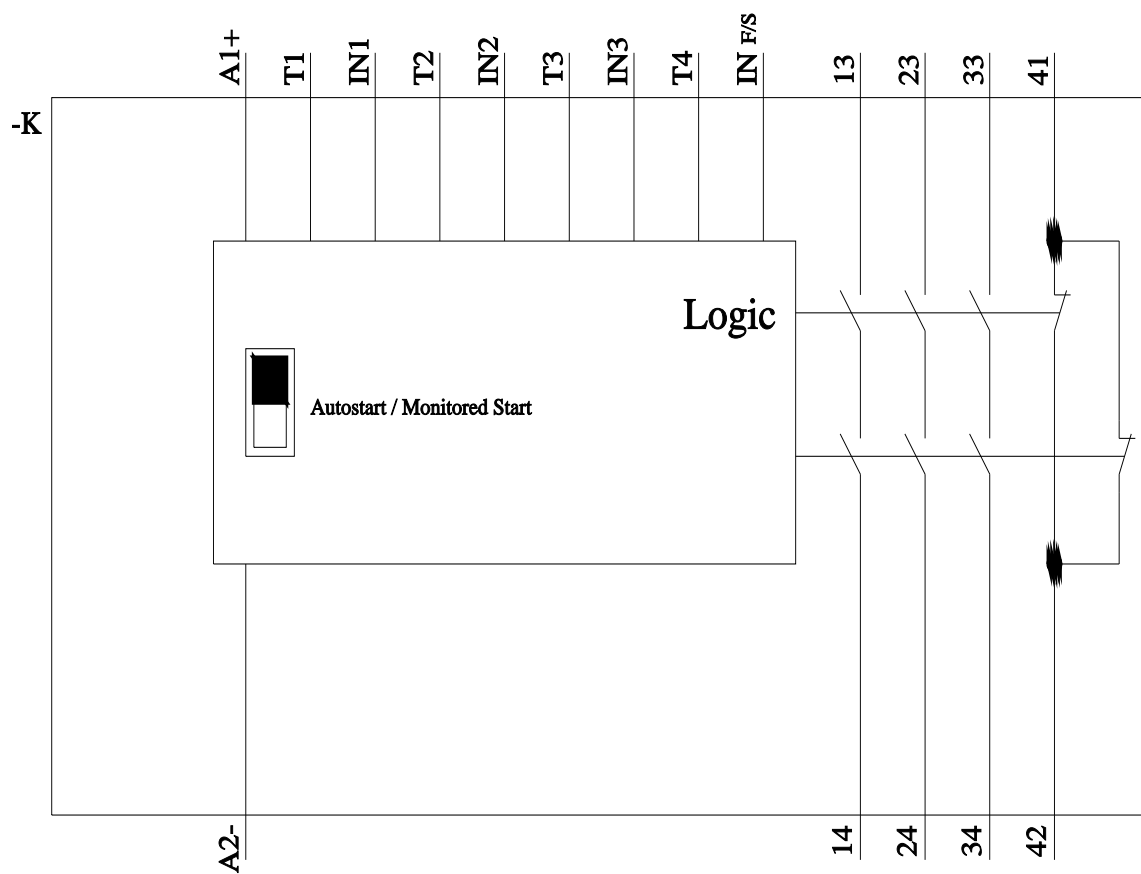 A1+ T1 IN1 T2 IN2 T3 IN3 T4 IN F/S 13 23 33 41
-K
Logic
Autostart / Monitored Start
A2- 14 24 34 42